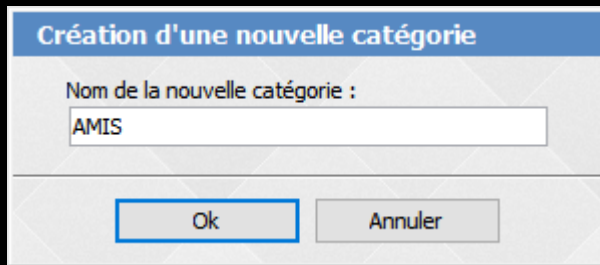 Création d'une nouvelle catégorie
Nom de la nouvelle catégorie :
AMIS
Ok Annuler